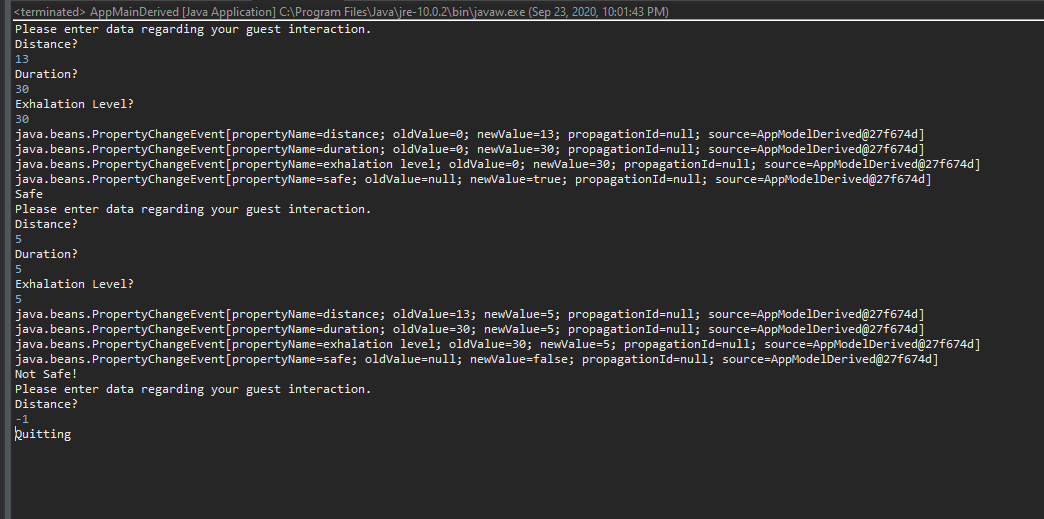 <terminated> AppMainDerived [Java Application] C:\Program Files\Java\jre-10.0.2\bin\javaw.exe (Sep 23, 2020, 10:01:43 PM)
Please enter data regarding your guest interaction.
Distance?
13
Duration?
30
Exhalation Level?
30
java.beans.PropertyChangeEvent[propertyName=distance; oldValue=0; newValue=13; propagationId=null; source=AppModelDerived@27f674d]
java.beans.PropertyChangeEvent[propertyName=duration; oldValue=0; newValue=30; propagationId=null; source=AppModelDerived@27f674d]
java.beans.PropertyChangeEvent[propertyName=exhalation level; oldValue=0; newValue=30; propagationId=null; source=AppModelDerived@27f674d]
java.beans.PropertyChangeEvent[propertyName=safe; oldValue=null; newValue=true; propagationId=null; source=AppModelDerived@27f674d]
Safe
Please enter data regarding your guest interaction.
Distance?
5
Duration?
5
Exhalation Level?
5
java.beans.PropertyChangeEvent[propertyName=distance; oldValue=13; newValue=5; propagationId=null; source=AppModelDerived@27f674d]
java.beans.PropertyChangeEvent[propertyName=duration; oldValue=30; newValue=5; propagationId=null; source=AppModelDerived@27f674d]
java.beans.PropertyChangeEvent[propertyName=exhalation level; oldValue=30; newValue=5; propagationId=null; source=AppModelDerived@27f674d]
java.beans.PropertyChangeEvent[propertyName=safe; oldValue=null; newValue=false; propagationId=null; source=AppModelDerived@27f674d]
Not Safe!
Please enter data regarding your guest interaction.
Distance?
-1
Quitting